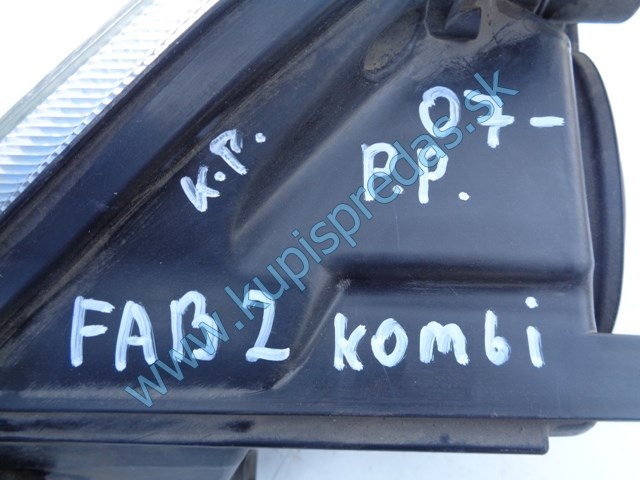 07-
K.P. P.P.
FAB 2 kombi
www.kupispredas.sk